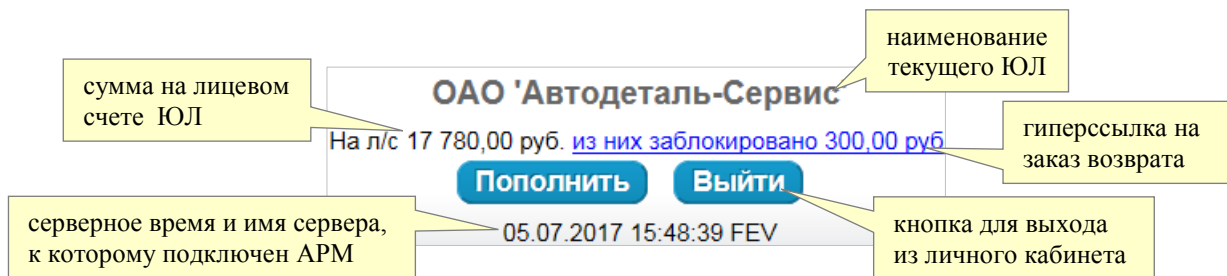 наименование
текущего ЮЛ
сумма на лицевом
счете ЮЛ
ОАО 'Автодеталь-Сервис'
На л/с 17 780,00 руб. из них заблокировано 300,00 руб
гиперссылка на
заказ возврата
Пополнить Выйти
серверное время и имя сервера,
к которому подключен АРМ
05.07.2017 15:48:39 FEV
кнопка для выхода
из личного кабинета